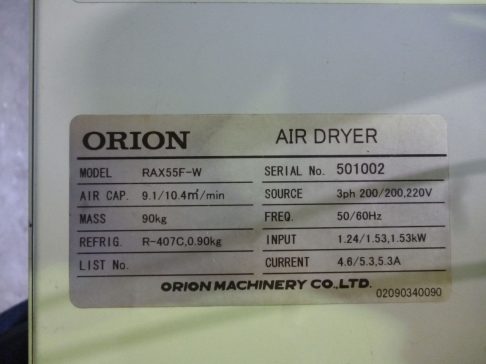 ORION AIR DRYER
MODEL RAX55F-W SERIAL No. 501002
AIR CAP. 9.1/10.4㎥/min SOURCE 3ph 200/200,220V
MASS 90kg FREQ. 50/60Hz
REFRIG. R-407C,0.90kg INPUT 1.24/1.53,1.53kW
LIST No. CURRENT 4.6/5.3,5.3A
ORION MACHINERY CO.,LTD.
02090340090